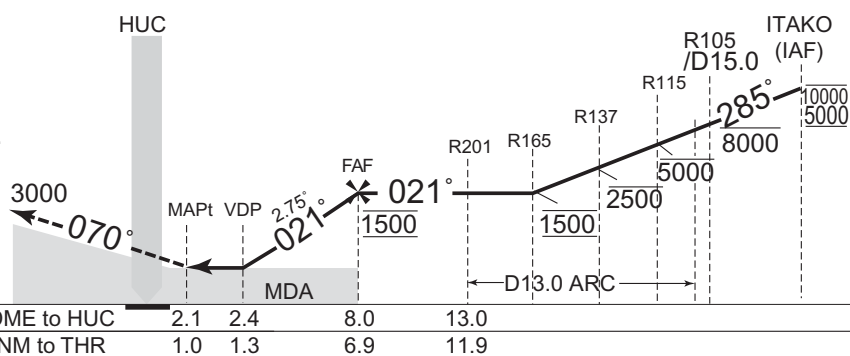 HUC
ITAKO
(IAF)
R105
/D15.0
R115
R137
R165
R201
FAF
10000
5000
285°
8000
5000
2500
1500
021°
1500
2.75°
021°
MAPt
VDP
3000
070°
MDA
D13.0 ARC
DME to HUC 2.1 2.4 8.0 13.0
NM to THR 1.0 1.3 6.9 11.9